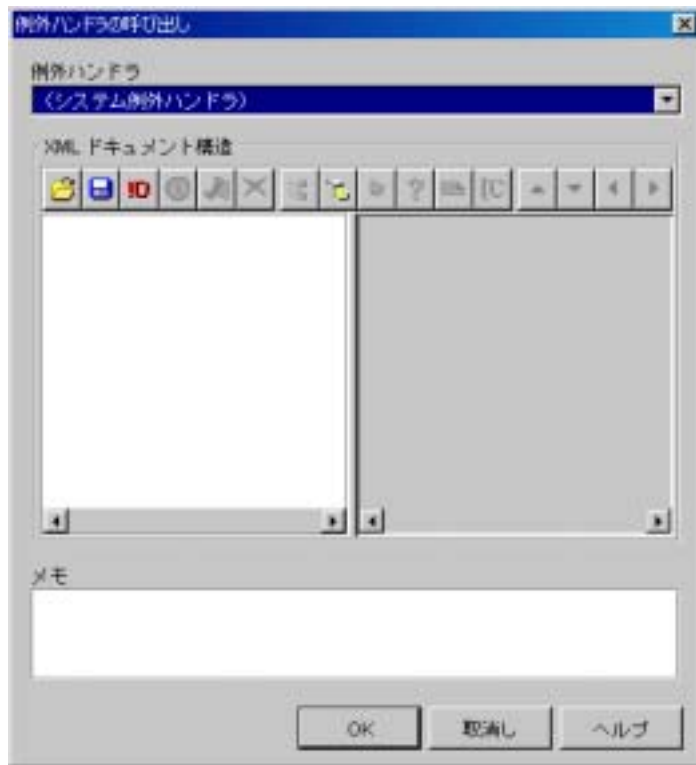 例外ハンドラの呼び出し
例外ハンドラ
(システム例外ハンドラ)
XML ドキュメント構造
!D ? [C
メモ
OK 取消し ヘルプ